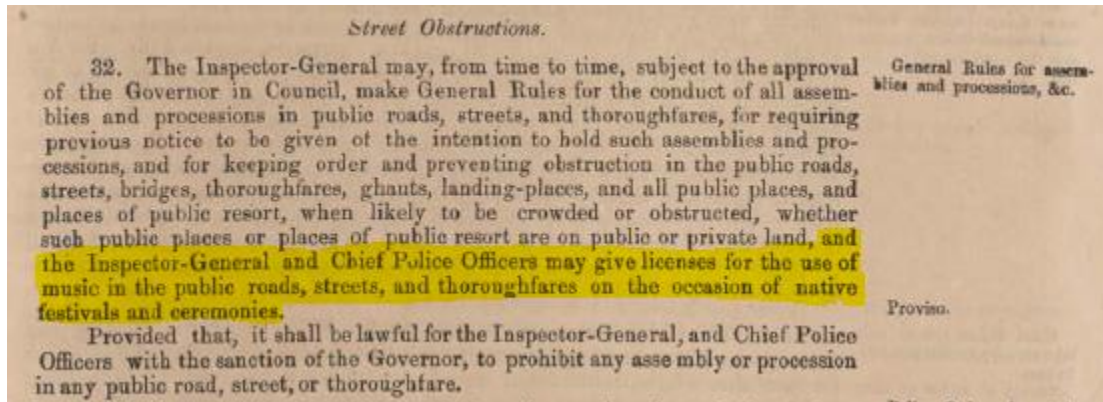 Street Obstructions.
32. The Inspector-General may, from time to time, subject to the approval
of the Governor in Council, make General Rules for the conduct of all assem-
blies and processions in public roads, streets, and thoroughfares, for requiring
previous notice to be given of the intention to hold such assemblies and pro-
cessions, and for keeping order and preventing obstruction in the public roads,
streets, bridges, thoroughfares, ghauts, landing-places, and all public places, and
places of public resort, when likely to be crowded or obstructed, whether
such public places or places of public resort are on public or private land, and
the Inspector-General and Chief Police Officers may give licenses for the use of
music in the public roads, streets, and thoroughfares on the occasion of native
festivals and ceremonies.
Provided that, it shall be lawful for the Inspector-General, and Chief Police
Officers with the sanction of the Governor, to prohibit any assembly or procession
in any public road, street, or thoroughfare.
General Rules for assem-
blies and processions, &c.
Proviso.